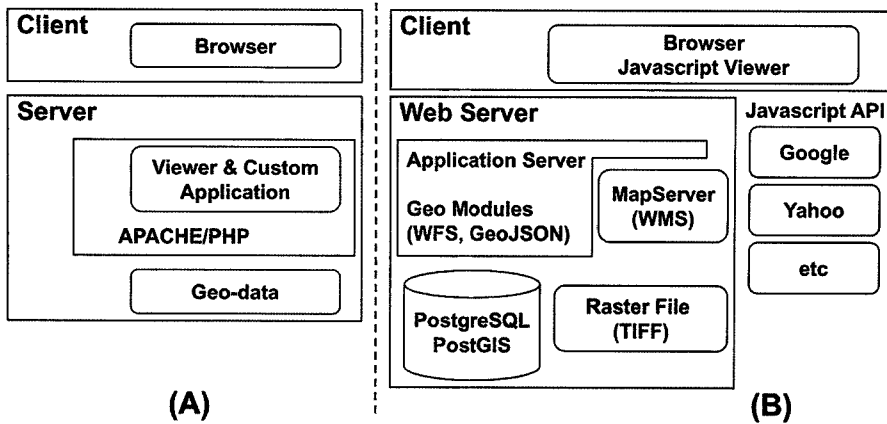 Client
Browser
Server
Viewer & Custom
Application
APACHE/PHP
Geo-data
(A)
Client
Browser
Javascript Viewer
Web Server
Application Server
Geo Modules
(WFS, GeoJSON)
MapServer
(WMS)
PostgreSQL
PostGIS
Raster File
(TIFF)
Javascript API
Google
Yahoo
etc
(B)